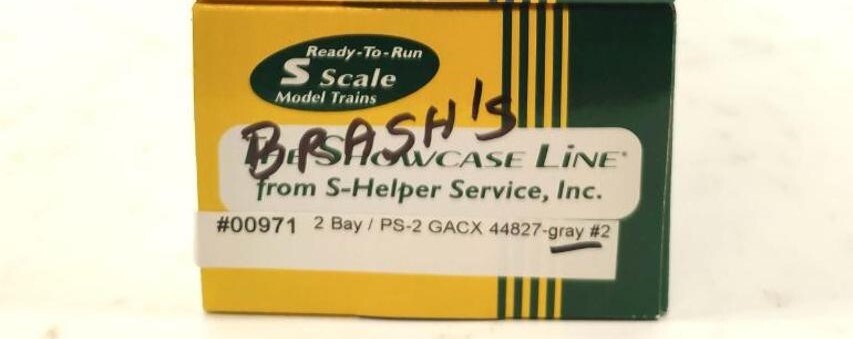 Ready-To-Run
S Scale
Model Trains
BRASH'S
THE SHOWCASE LINE
from S-Helper Service, Inc.
#00971 2 Bay / PS-2 GACX 44827-gray #2